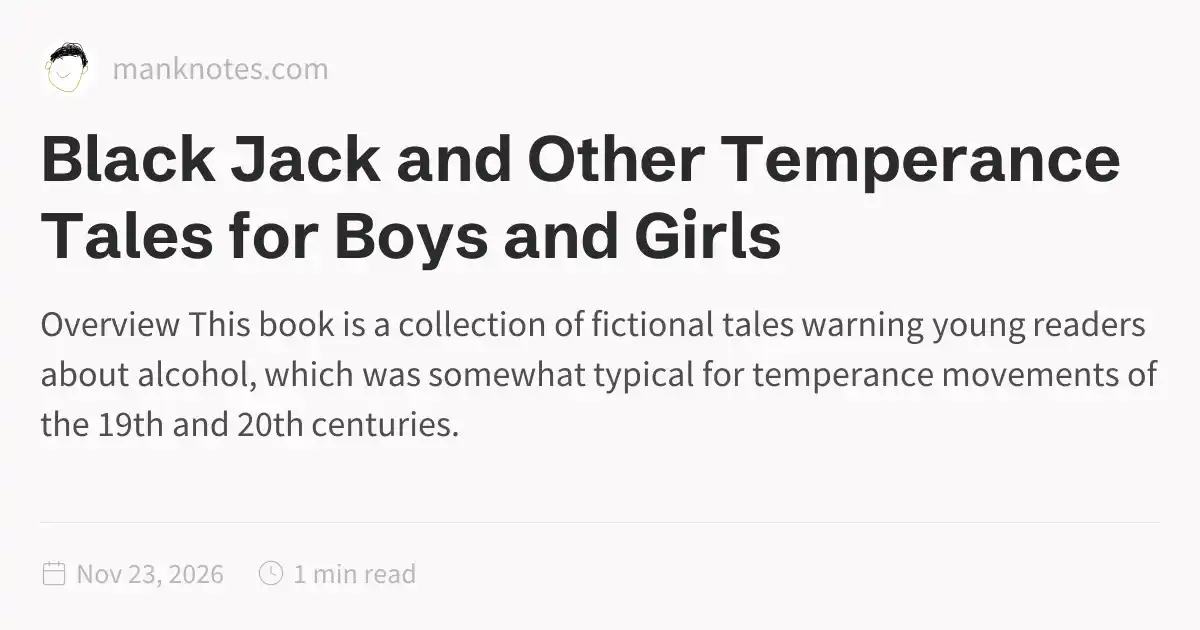 manknotes.com
Black Jack and Other Temperance
Tales for Boys and Girls
Overview This book is a collection of fictional tales warning young readers
about alcohol, which was somewhat typical for temperance movements of
the 19th and 20th centuries.
Nov 23, 2026 1 min read